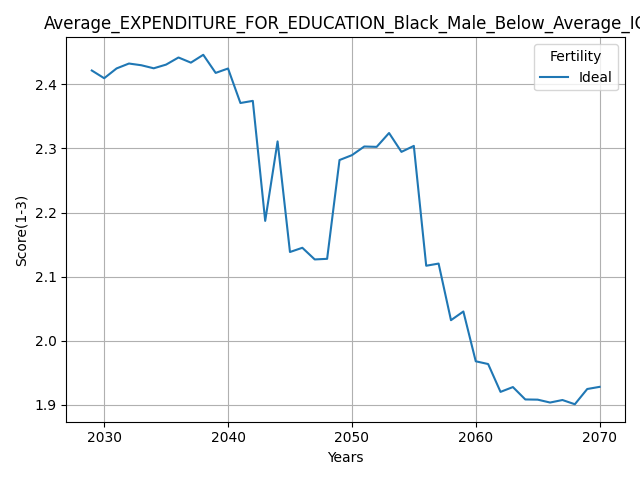 Average_EXPENDITURE_FOR_EDUCATION_Black_Male_Below_Average_IQ
Fertility
Ideal
Score(1-3)
2.4
2.3
2.2
2.1
2.0
1.9
2030 2040 2050 2060 2070
Years